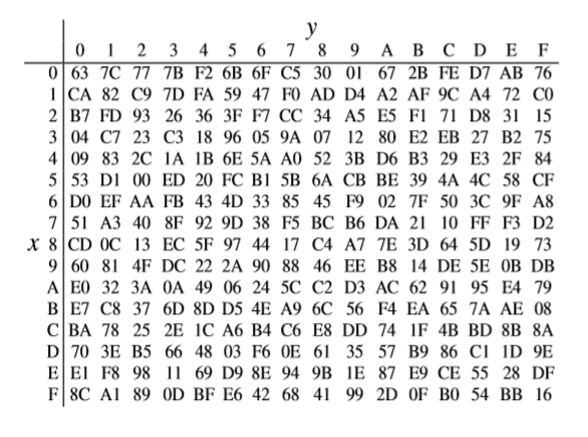 y
0 1 2 3 4 5 6 7 8 9 A B C D E F
0 63 7C 77 7B F2 6B 6F C5 30 01 67 2B FE D7 AB 76
1 CA 82 C9 7D FA 59 47 F0 AD D4 A2 AF 9C A4 72 C0
2 B7 FD 93 26 36 3F F7 CC 34 A5 E5 F1 71 D8 31 15
3 04 C7 23 C3 18 96 05 9A 07 12 80 E2 EB 27 B2 75
4 09 83 2C 1A 1B 6E 5A A0 52 3B D6 B3 29 E3 2F 84
5 53 D1 00 ED 20 FC B1 5B 6A CB BE 39 4A 4C 58 CF
6 D0 EF AA FB 43 4D 33 85 45 F9 02 7F 50 3C 9F A8
7 51 A3 40 8F 92 9D 38 F5 BC B6 DA 21 10 FF F3 D2
x 8 CD 0C 13 EC 5F 97 44 17 C4 A7 7E 3D 64 5D 19 73
9 60 81 4F DC 22 2A 90 88 46 EE B8 14 DE 5E 0B DB
A E0 32 3A 0A 49 06 24 5C C2 D3 AC 62 91 95 E4 79
B E7 C8 37 6D 8D D5 4E A9 6C 56 F4 EA 65 7A AE 08
C BA 78 25 2E 1C A6 B4 C6 E8 DD 74 1F 4B BD 8B 8A
D 70 3E B5 66 48 03 F6 0E 61 35 57 B9 86 C1 1D 9E
E E1 F8 98 11 69 D9 8E 94 9B 1E 87 E9 CE 55 28 DF
F 8C A1 89 0D BF E6 42 68 41 99 2D 0F B0 54 BB 16